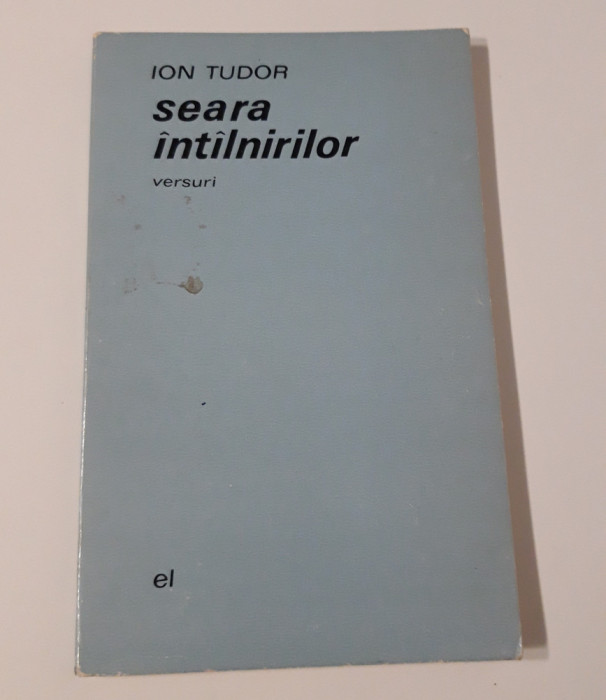 ION TUDOR
seara
întîlnirilor
versuri
el